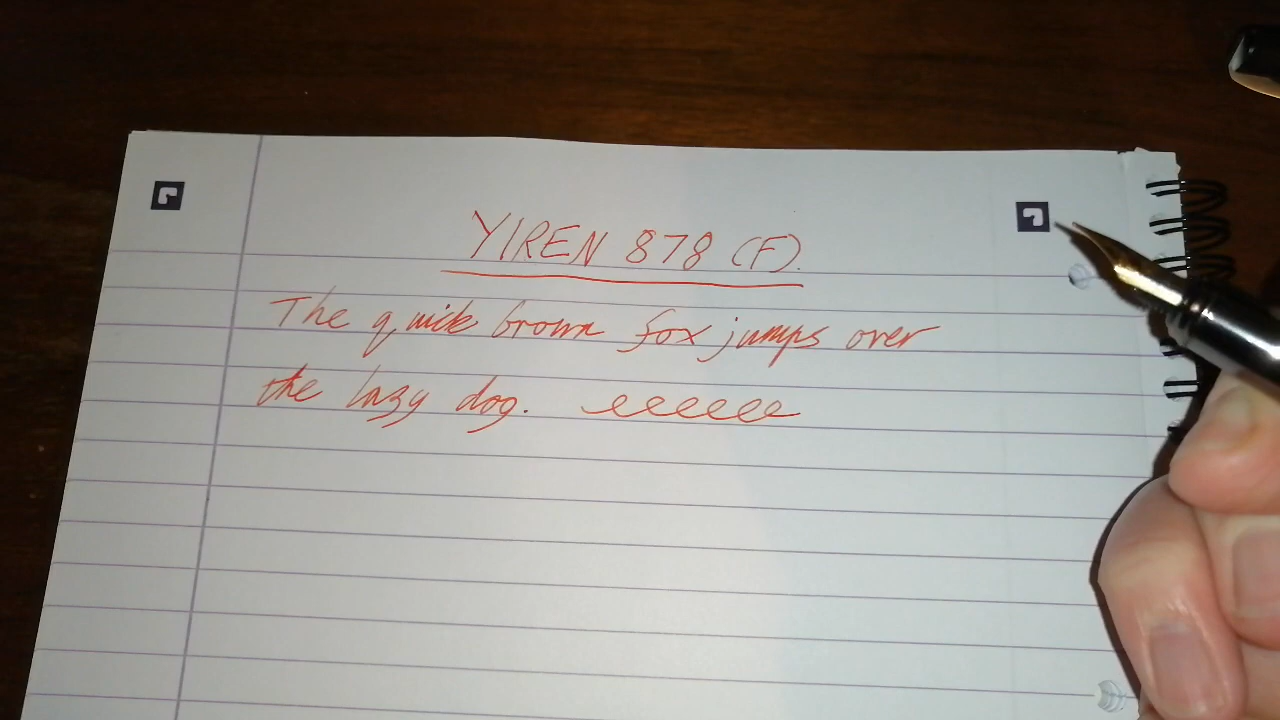 YIREN 878 (F).
The quick brown fox jumps over
the lazy dog. eeeeee